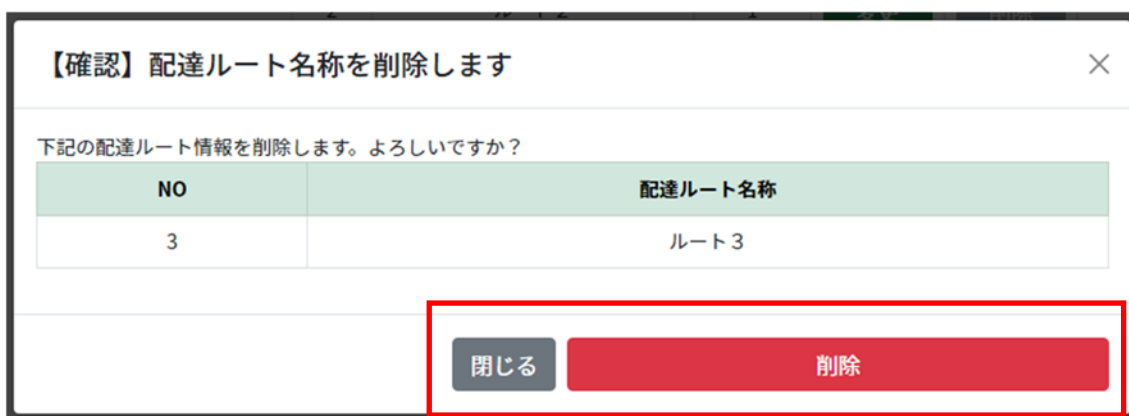 【確認】配達ルート名称を削除します
下記の配達ルート情報を削除します。よろしいですか？
NO 配達ルート名称
3 ルート３
閉じる 削除